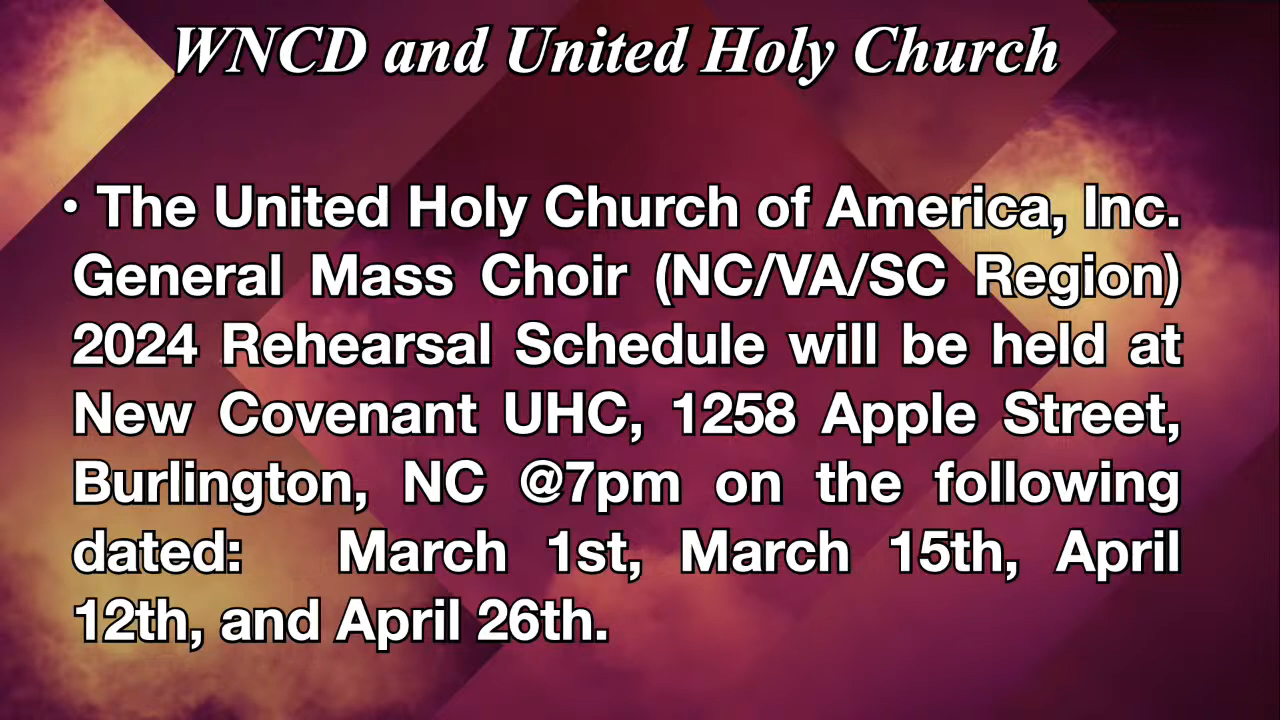 WNCD and United Holy Church
• The United Holy Church of America, Inc.
General Mass Choir (NC/VA/SC Region)
2024 Rehearsal Schedule will be held at
New Covenant UHC, 1258 Apple Street,
Burlington, NC @7pm on the following
dated: March 1st, March 15th, April
12th, and April 26th.